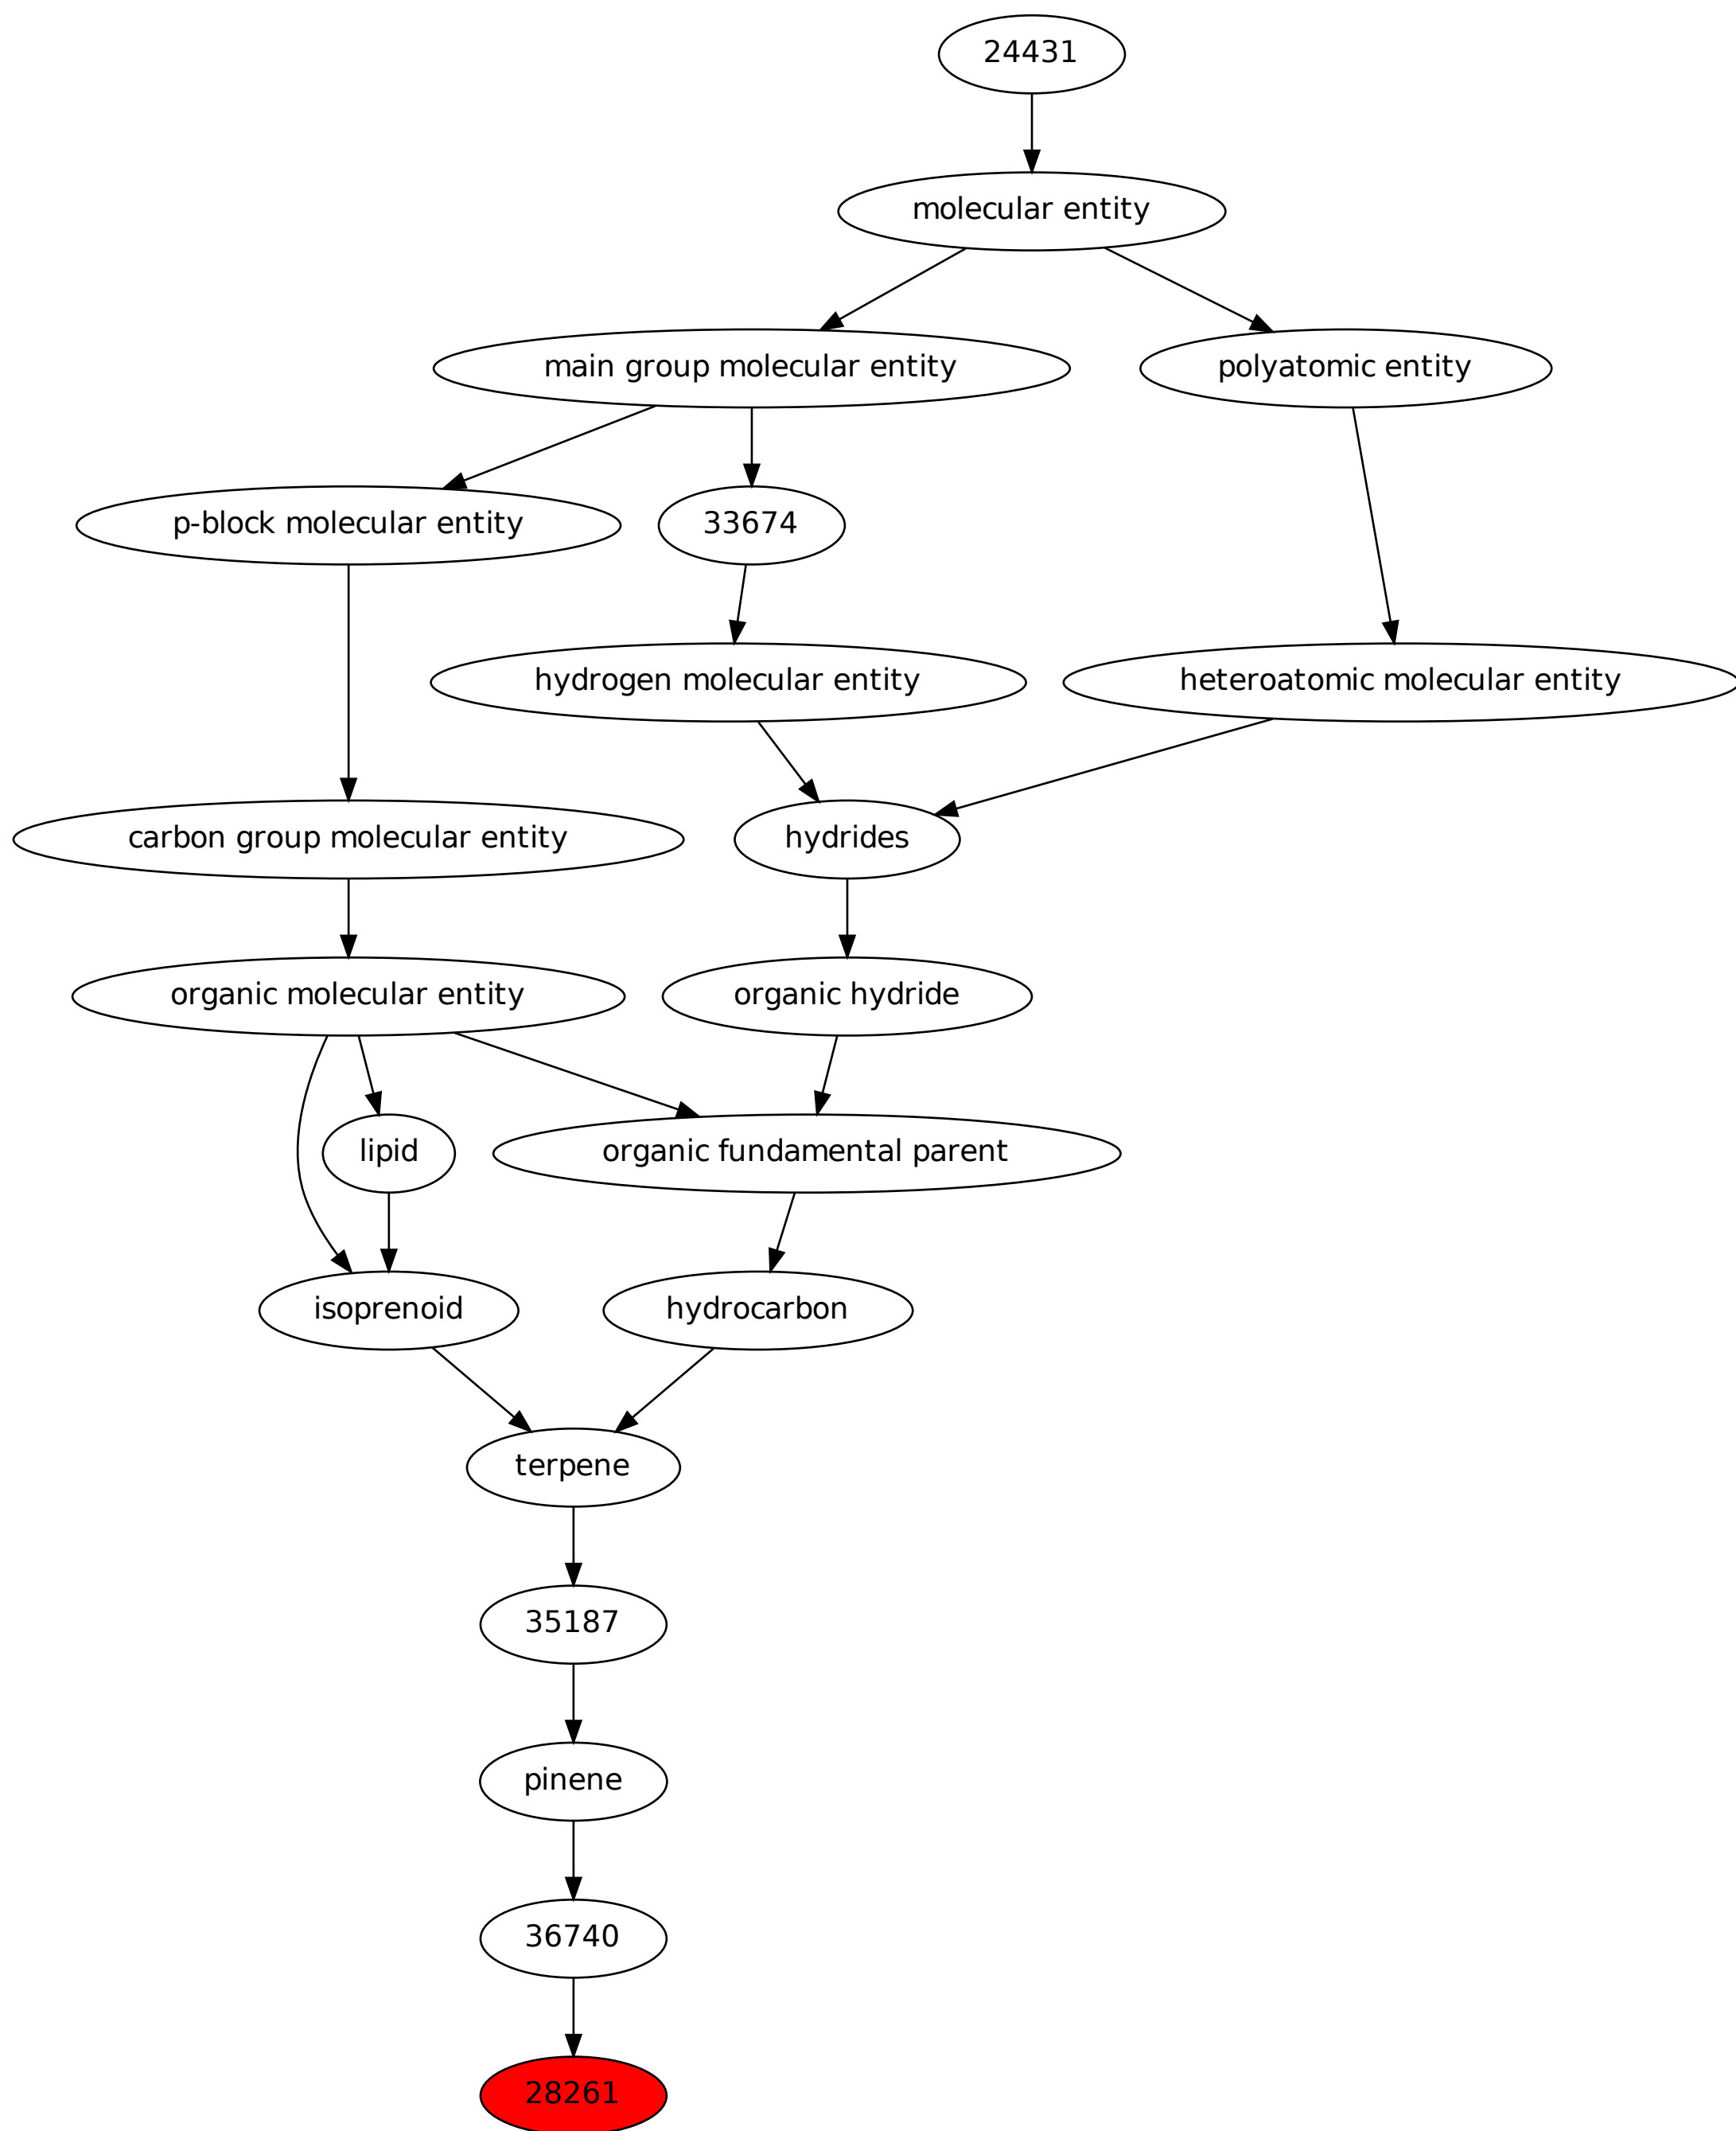 24431
molecular entity
main group molecular entity
polyatomic entity
p-block molecular entity
33674
hydrogen molecular entity
heteroatomic molecular entity
carbon group molecular entity
hydrides
organic molecular entity
organic hydride
lipid
organic fundamental parent
isoprenoid
hydrocarbon
terpene
35187
pinene
36740
28261